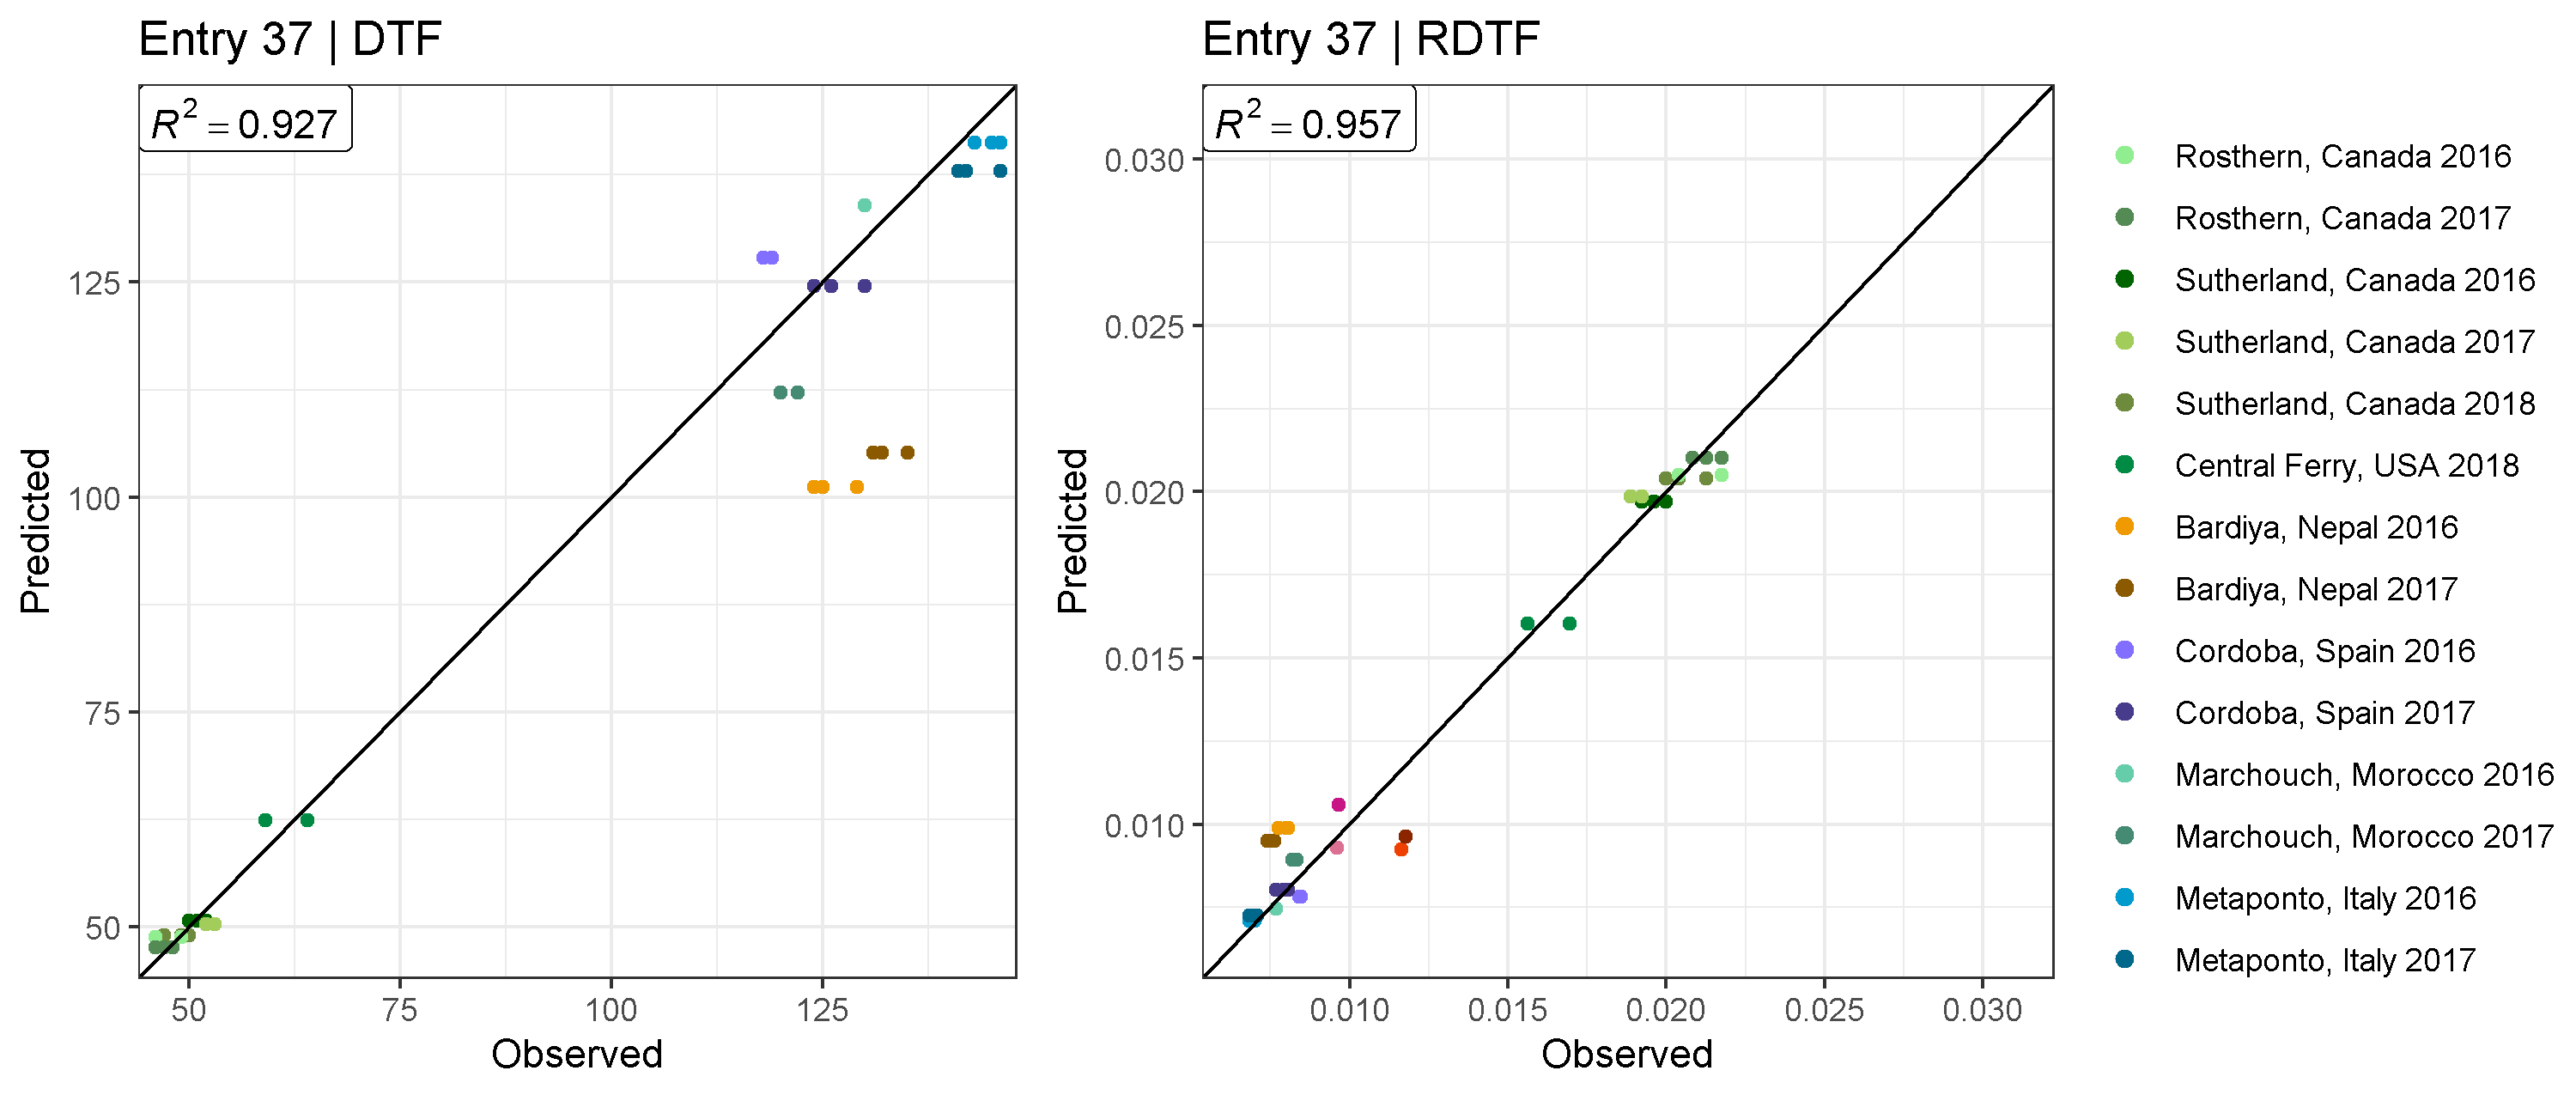 Entry 37 | DTF
R² = 0.927
125
100
75
50
50 75 100 125
Predicted
Observed
Entry 37 | RDTF
R² = 0.957
0.030
0.025
0.020
0.015
0.010
0.010 0.015 0.020 0.025 0.030
Predicted
Observed
Rosthern, Canada 2016
Rosthern, Canada 2017
Sutherland, Canada 2016
Sutherland, Canada 2017
Sutherland, Canada 2018
Central Ferry, USA 2018
Bardiya, Nepal 2016
Bardiya, Nepal 2017
Cordoba, Spain 2016
Cordoba, Spain 2017
Marchouch, Morocco 2016
Marchouch, Morocco 2017
Metaponto, Italy 2016
Metaponto, Italy 2017